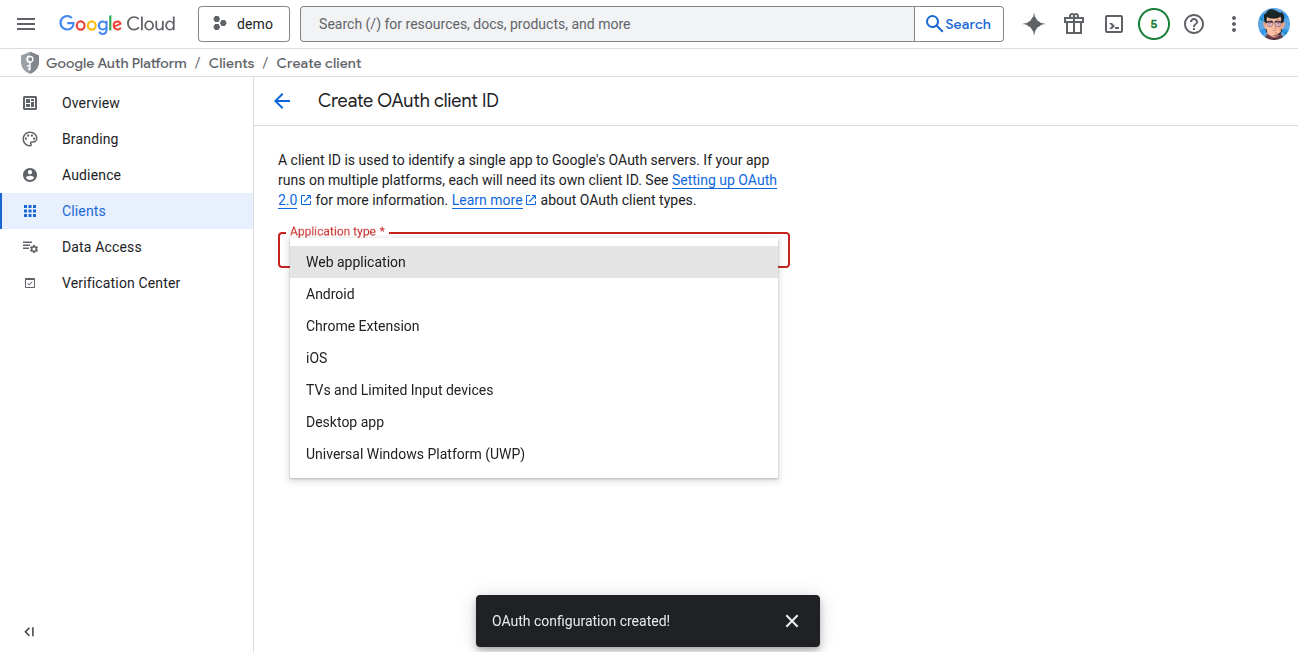 Google Cloud
demo
Search (/) for resources, docs, products, and more
Search
5
Google Auth Platform / Clients / Create client
Overview
Branding
Audience
Clients
Data Access
Verification Center
Create OAuth client ID
A client ID is used to identify a single app to Google's OAuth servers. If your app
runs on multiple platforms, each will need its own client ID. See Setting up OAuth
2.0 for more information. Learn more about OAuth client types.
Application type *
Web application
Android
Chrome Extension
iOS
TVs and Limited Input devices
Desktop app
Universal Windows Platform (UWP)
OAuth configuration created!